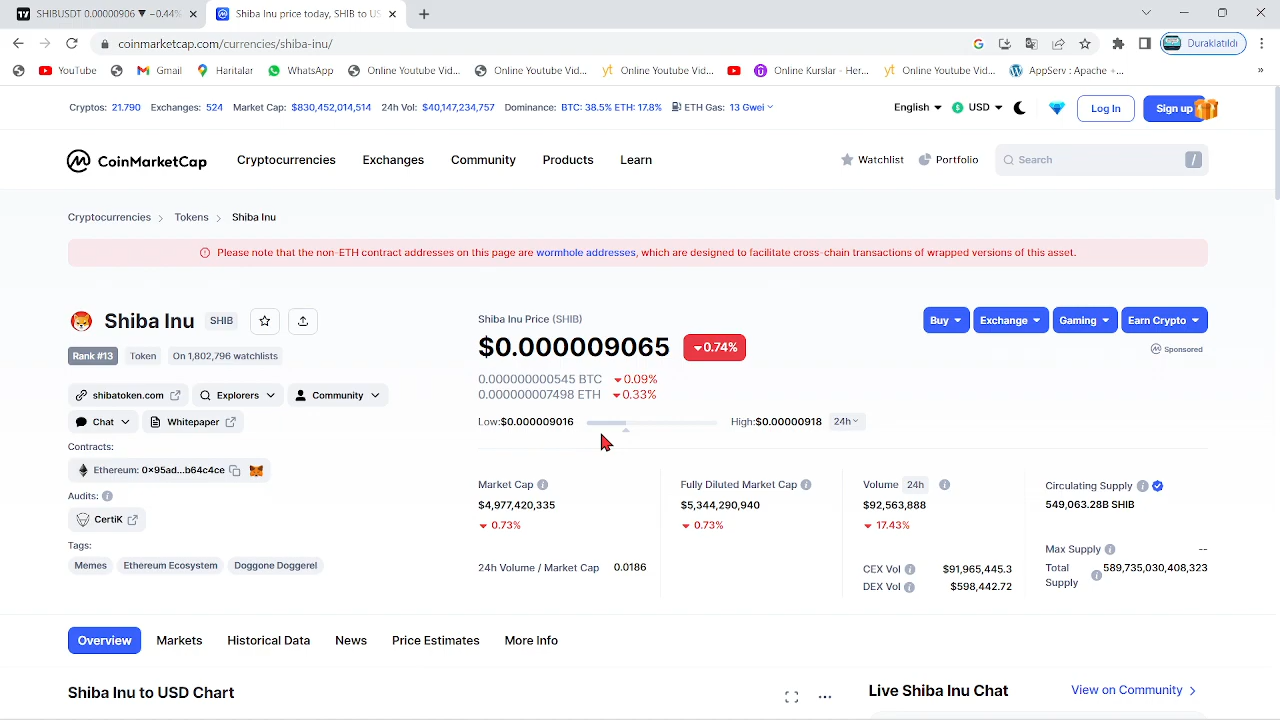 SHIBUSDT 0.00000906 ▼ −0.44%
Shiba Inu price today, SHIB to US
coinmarketcap.com/currencies/shiba-inu/
Duraklatıldı
YouTube Gmail Haritalar WhatsApp Online Youtube Vid... Online Youtube Vid... Online Youtube Vid... Online Kurslar - Her... Online Youtube Vid... AppServ : Apache +...
Cryptos: 21.790 Exchanges: 524 Market Cap: $830,452,014,514 24h Vol: $40,147,234,757 Dominance: BTC: 38.5% ETH: 17.8% ETH Gas: 13 Gwei
English USD Log In Sign up
CoinMarketCap Cryptocurrencies Exchanges Community Products Learn Watchlist Portfolio Search /
Cryptocurrencies > Tokens > Shiba Inu
Please note that the non-ETH contract addresses on this page are wormhole addresses, which are designed to facilitate cross-chain transactions of wrapped versions of this asset.
Shiba Inu SHIB
Rank #13 Token On 1,802,796 watchlists
shibatoken.com Explorers Community
Chat Whitepaper
Contracts:
Ethereum: 0x95ad...b64c4ce
Audits:
CertiK
Tags:
Memes Ethereum Ecosystem Doggone Doggerel
Shiba Inu Price (SHIB)
$0.000009065 0.74%
0.000000000545 BTC 0.09%
0.000000007498 ETH 0.33%
Low:$0.000009016 High:$0.00000918 24h
Buy Exchange Gaming Earn Crypto
Sponsored
Market Cap
$4,977,420,335
0.73%
24h Volume / Market Cap 0.0186
Fully Diluted Market Cap
$5,344,290,940
0.73%
Volume 24h
$92,563,888
17.43%
CEX Vol $91,965,445.3
DEX Vol $598,442.72
Circulating Supply
549,063.28B SHIB
Max Supply --
Total Supply 589,735,030,408,323
Overview Markets Historical Data News Price Estimates More Info
Shiba Inu to USD Chart
Live Shiba Inu Chat View on Community >